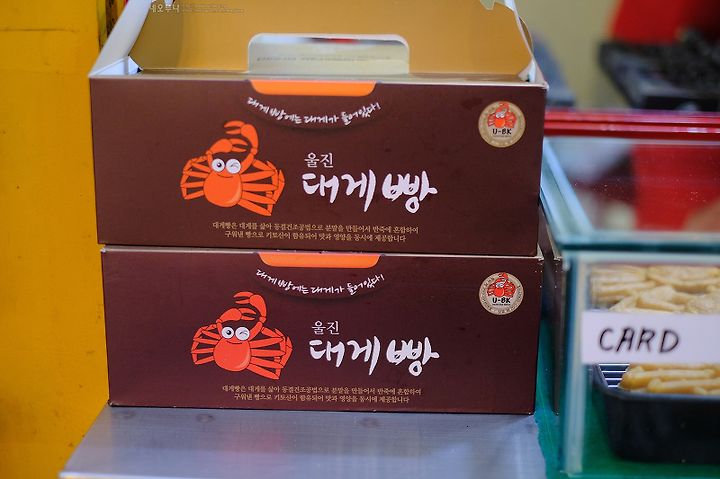 네오루니
대게빵에는 대게가 들어있다!
U-BK
울진
대게빵
대게빵은 대게를 삶아 동결건조공법으로 분말을 만들어서 반죽에 혼합하여
구워낸 빵으로 키토산이 함유되어 맛과 영양을 동시에 제공합니다
대게빵에는 대게가 들어있다!
U-BK
울진
대게빵
대게빵은 대게를 삶아 동결건조공법으로 분말을 만들어서 반죽에 혼합하여
구워낸 빵으로 키토산이 함유되어 맛과 영양을 동시에 제공합니다
CARD